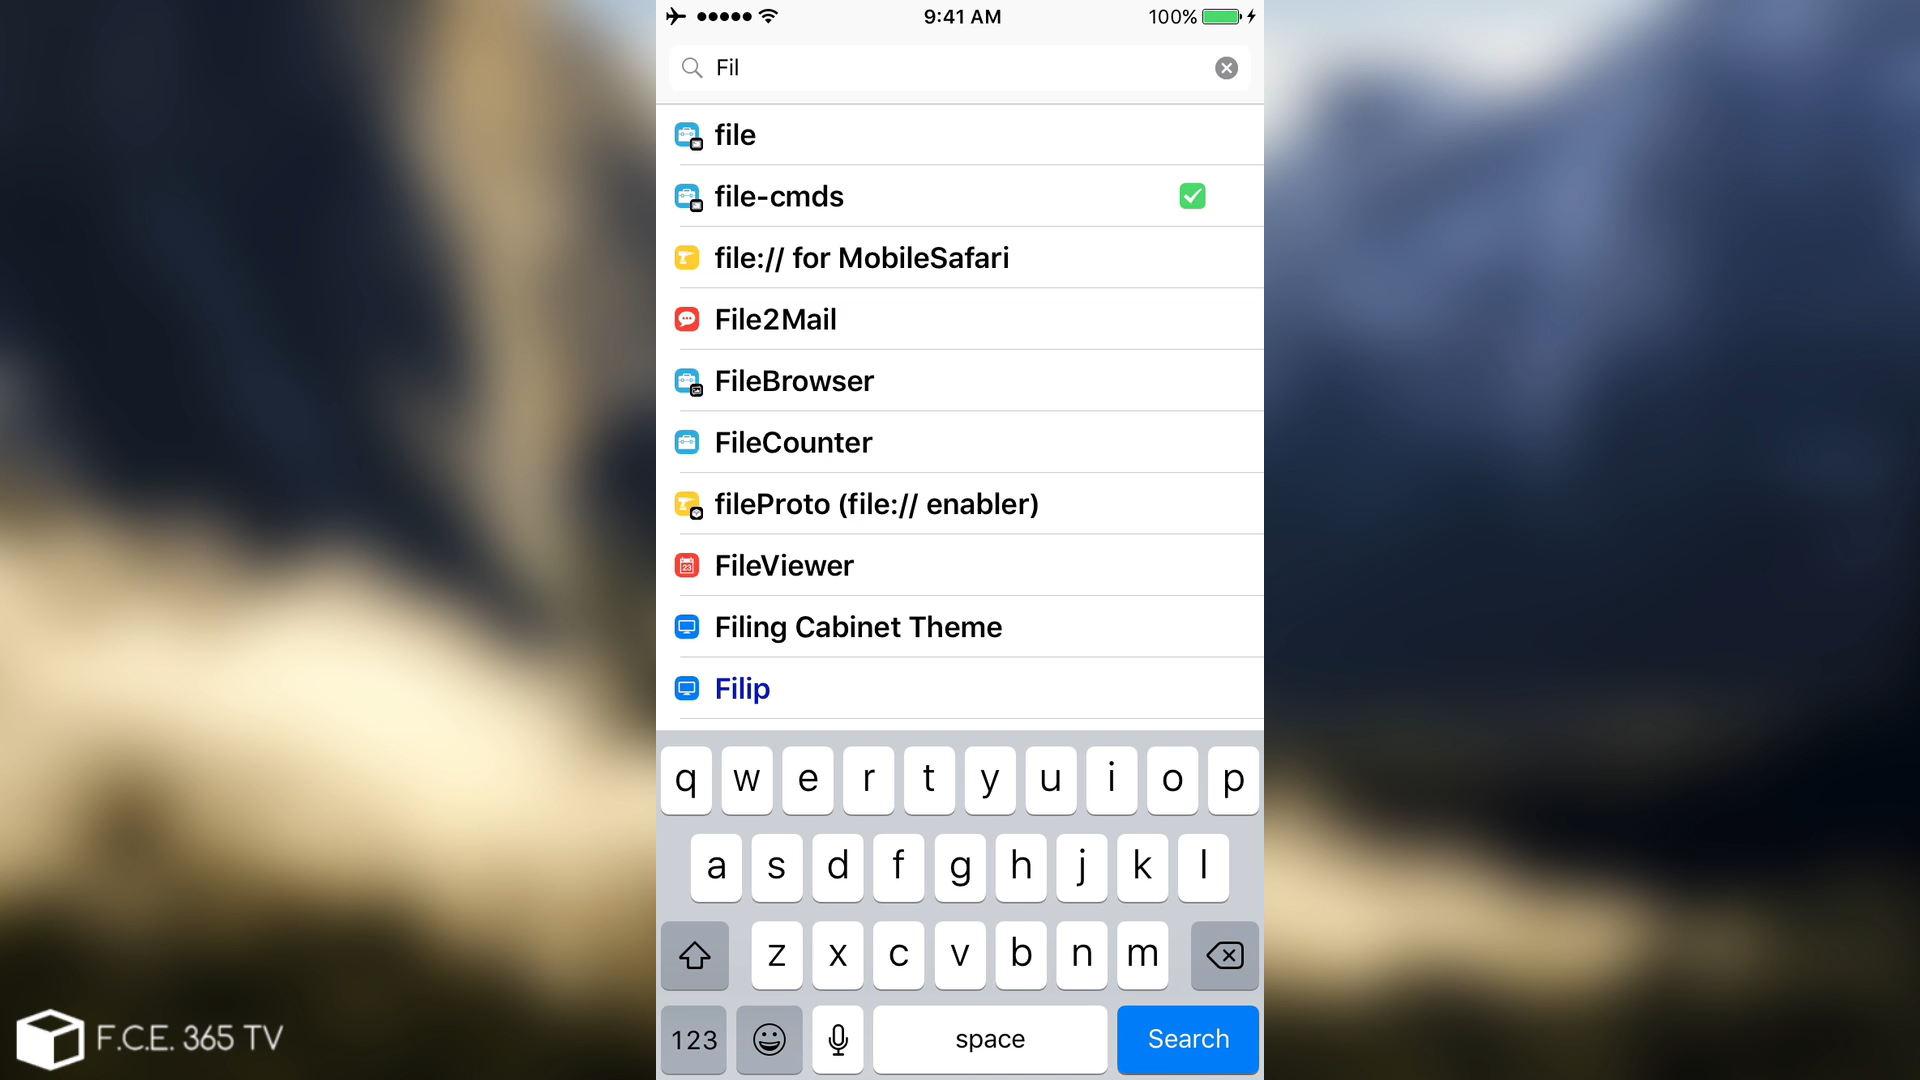 9:41 AM
100%
Fil
file
file-cmds
file:// for MobileSafari
File2Mail
FileBrowser
FileCounter
fileProto (file:// enabler)
23
FileViewer
Filing Cabinet Theme
Filip
q w e r t y u i o p
a s d f g h j k l
z x c v b n m
123 space Search
F.C.E. 365 TV